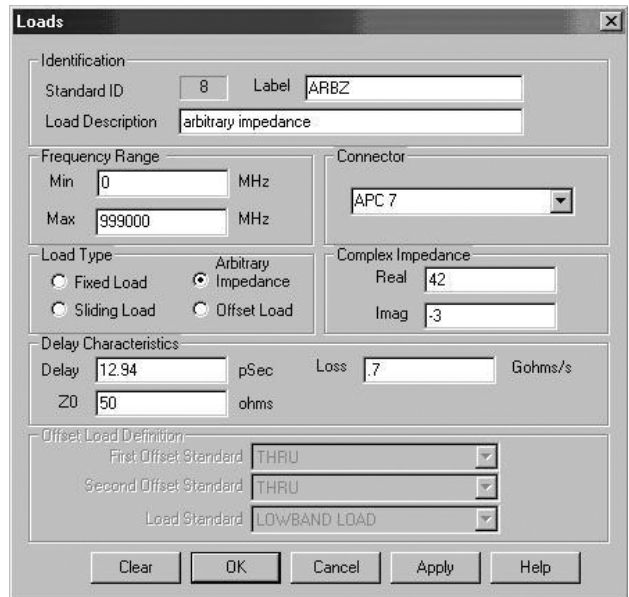 Loads
Identification
Standard ID 8 Label ARBZ
Load Description arbitrary impedance
Frequency Range
Min 0 MHz
Max 999000 MHz
Connector
APC 7
Load Type
Fixed Load
Arbitrary Impedance
Sliding Load
Offset Load
Complex Impedance
Real 42
Imag -3
Delay Characteristics
Delay 12.94 pSec Loss .7 Gohms/s
Z0 50 ohms
Offset Load Definition
First Offset Standard THRU
Second Offset Standard THRU
Load Standard LOWBAND LOAD
Clear OK Cancel Apply Help